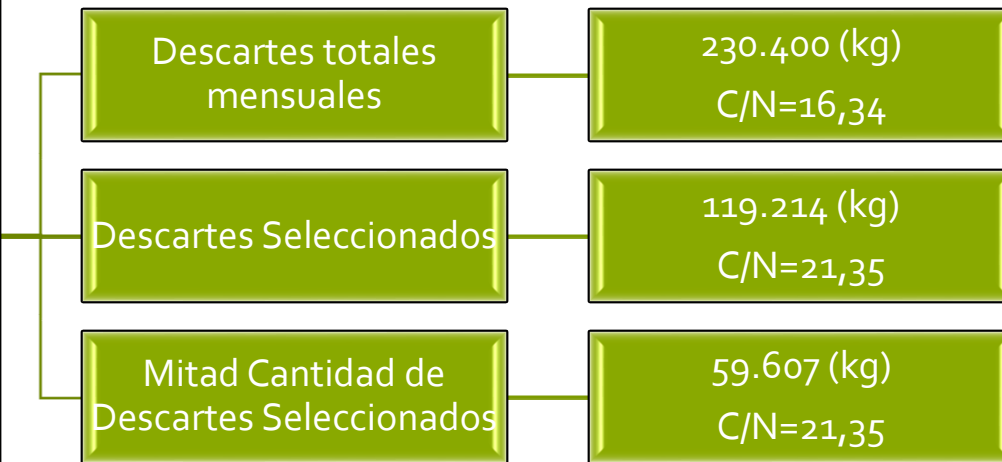 Descartes totales
mensuales
230.400 (kg)
C/N=16,34
Descartes Seleccionados
119.214 (kg)
C/N=21,35
Mitad Cantidad de
Descartes Seleccionados
59.607 (kg)
C/N=21,35